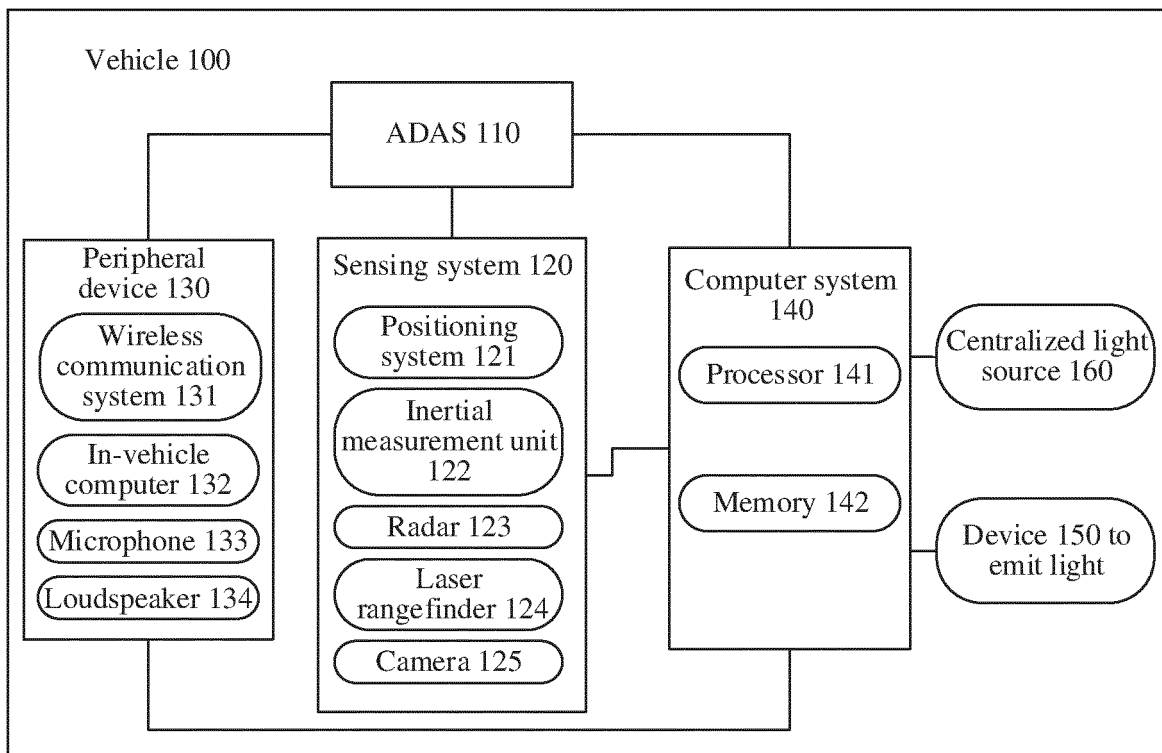 Vehicle 100
ADAS 110
Peripheral
device 130
Wireless
communication
system 131
In-vehicle
computer 132
Microphone 133
Loudspeaker 134
Sensing system 120
Positioning
system 121
Inertial
measurement unit
122
Radar 123
Laser
rangefinder 124
Camera 125
Computer system
140
Processor 141
Memory 142
Centralized light
source 160
Device 150 to
emit light